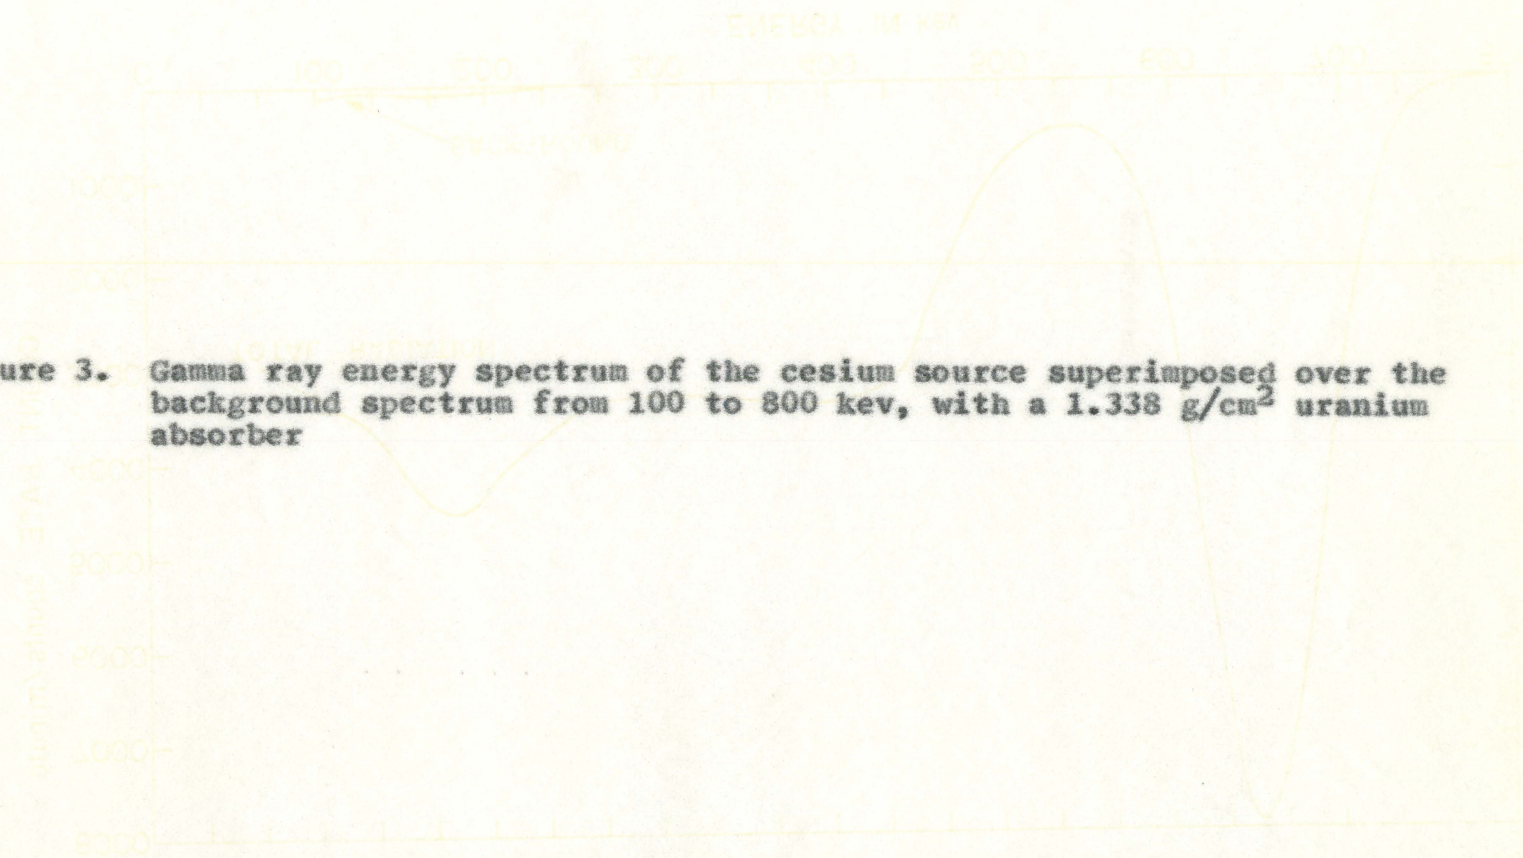 ure 3. Gamma ray energy spectrum of the cesium source superimposed over the
background spectrum from 100 to 800 kev, with a 1.338 g/cm² uranium
absorber